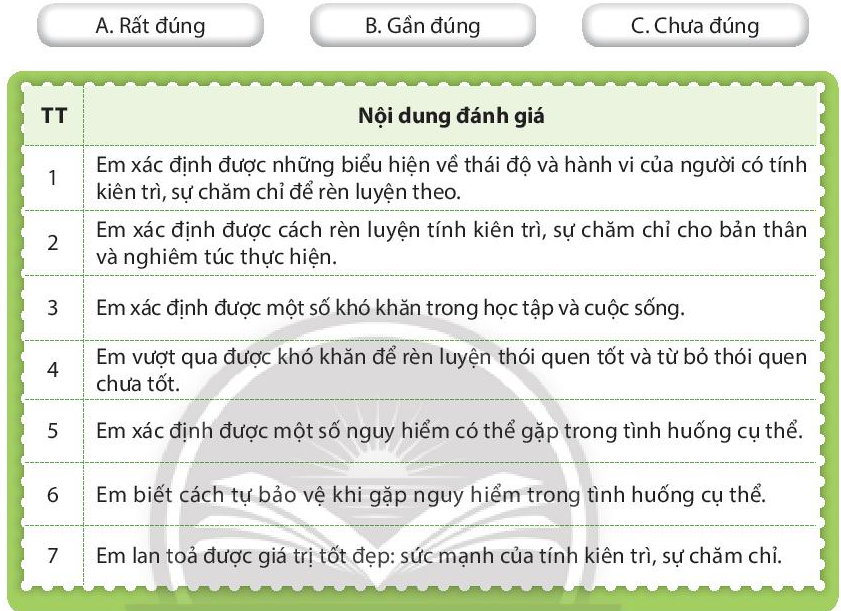 A. Rất đúng
B. Gần đúng
C. Chưa đúng
TT
Nội dung đánh giá
1
Em xác định được những biểu hiện về thái độ và hành vi của người có tính
kiên trì, sự chăm chỉ để rèn luyện theo.
2
Em xác định được cách rèn luyện tính kiên trì, sự chăm chỉ cho bản thân
và nghiêm túc thực hiện.
3
Em xác định được một số khó khăn trong học tập và cuộc sống.
4
Em vượt qua được khó khăn để rèn luyện thói quen tốt và từ bỏ thói quen
chưa tốt.
5
Em xác định được một số nguy hiểm có thể gặp trong tình huống cụ thể.
6
Em biết cách tự bảo vệ khi gặp nguy hiểm trong tình huống cụ thể.
7
Em lan toả được giá trị tốt đẹp: sức mạnh của tính kiên trì, sự chăm chỉ.